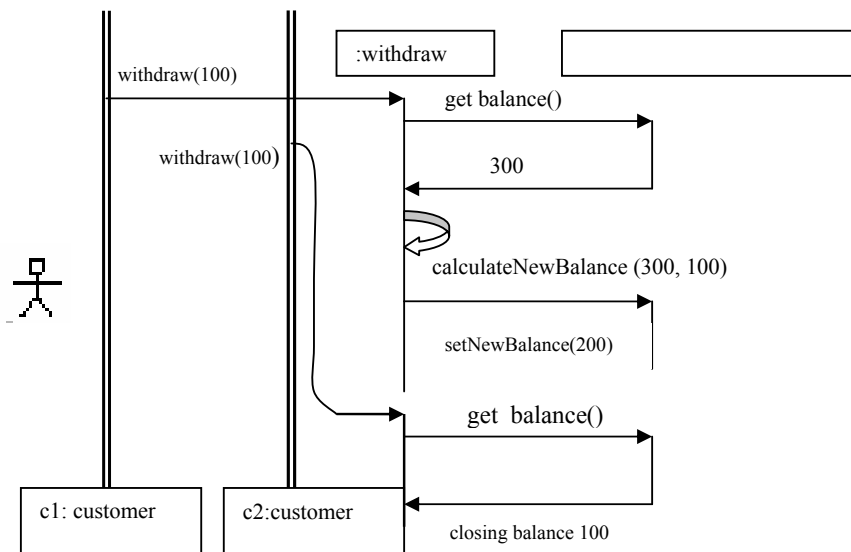 :withdraw
withdraw(100)
get balance()
withdraw(100)
300
calculateNewBalance (300, 100)
setNewBalance(200)
get balance()
c1: customer
c2:customer
closing balance 100